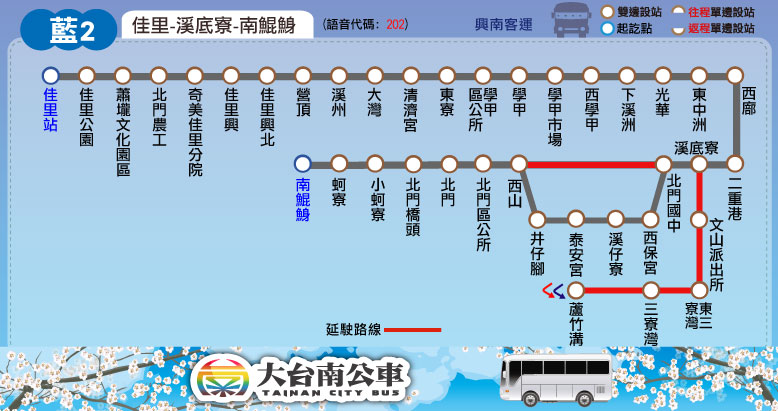 藍2
佳里-溪底寮-南鯤鯓
(語音代碼：202)
興南客運
雙邊設站
往程單邊設站
起訖點
返程單邊設站
佳里站
佳里公園
蕭壠文化園區
北門農工
奇美佳里分院
佳里興
佳里興北
營頂
溪州
大灣
清濟宮
東寮
學甲區公所
學甲
學甲市場
西學甲
下溪洲
光華
東中洲
西廍
南鯤鯓
蚵寮
小蚵寮
北門橋頭
北門
北門區公所
西山
北門國中
溪底寮
二重港
井仔腳
泰安宮
溪仔寮
西保宮
文山派出所
蘆竹溝
三寮灣
東三寮灣
延駛路線
大台南公車
TAINAN CITY BUS